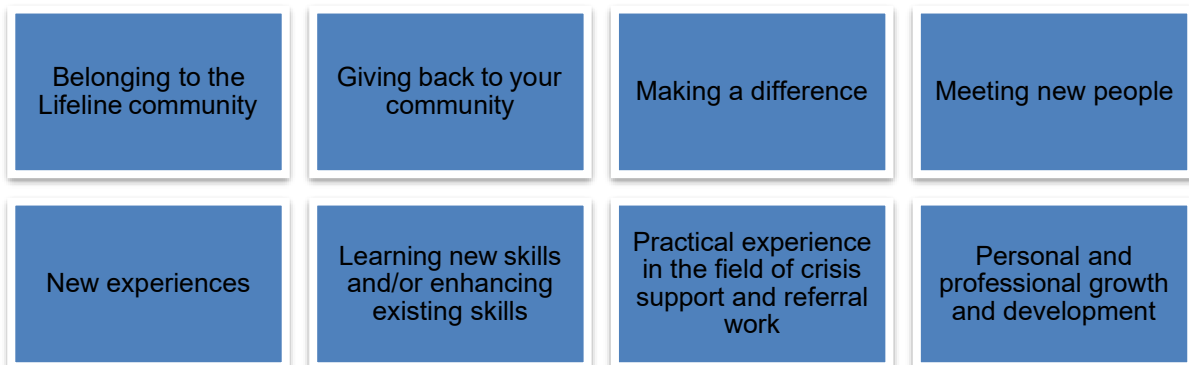 Belonging to the
Lifeline community
Giving back to your
community
Making a difference
Meeting new people
New experiences
Learning new skills
and/or enhancing
existing skills
Practical experience
in the field of crisis
support and referral
work
Personal and
professional growth
and development